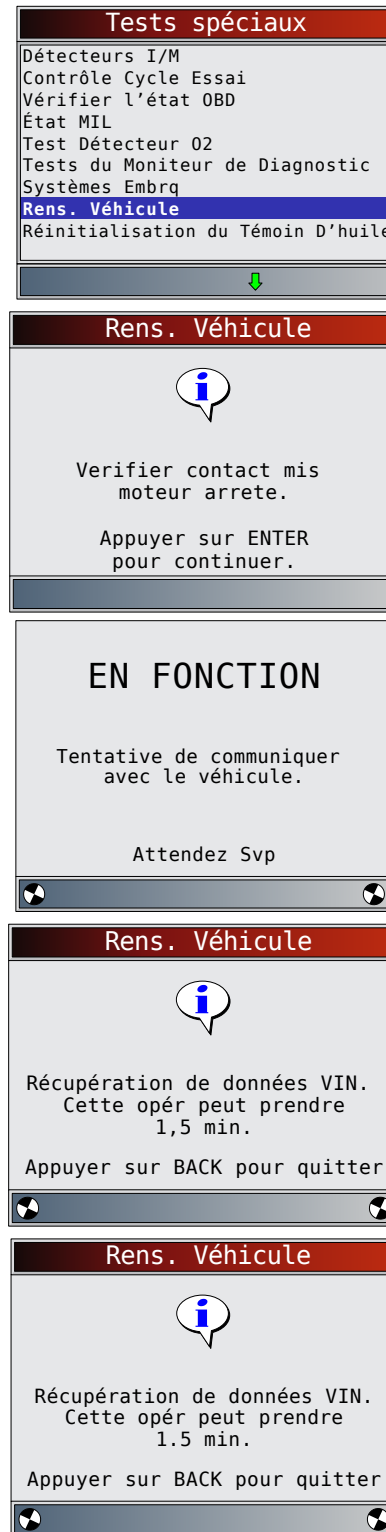 Tests spéciaux
Détecteurs I/M
Contrôle Cycle Essai
Vérifier l’état OBD
État MIL
Test Détecteur O2
Tests du Moniteur de Diagnostic
Systèmes Embrq
Rens. Véhicule
Réinitialisation du Témoin D’huile
Rens. Véhicule
i
Verifier contact mis
moteur arrete.
Appuyer sur ENTER
pour continuer.
EN FONCTION
Tentative de communiquer
avec le véhicule.
Attendez Svp
Rens. Véhicule
i
Récupération de données VIN.
Cette opér peut prendre
1,5 min.
Appuyer sur BACK pour quitter
Rens. Véhicule
i
Récupération de données VIN.
Cette opér peut prendre
1.5 min.
Appuyer sur BACK pour quitter